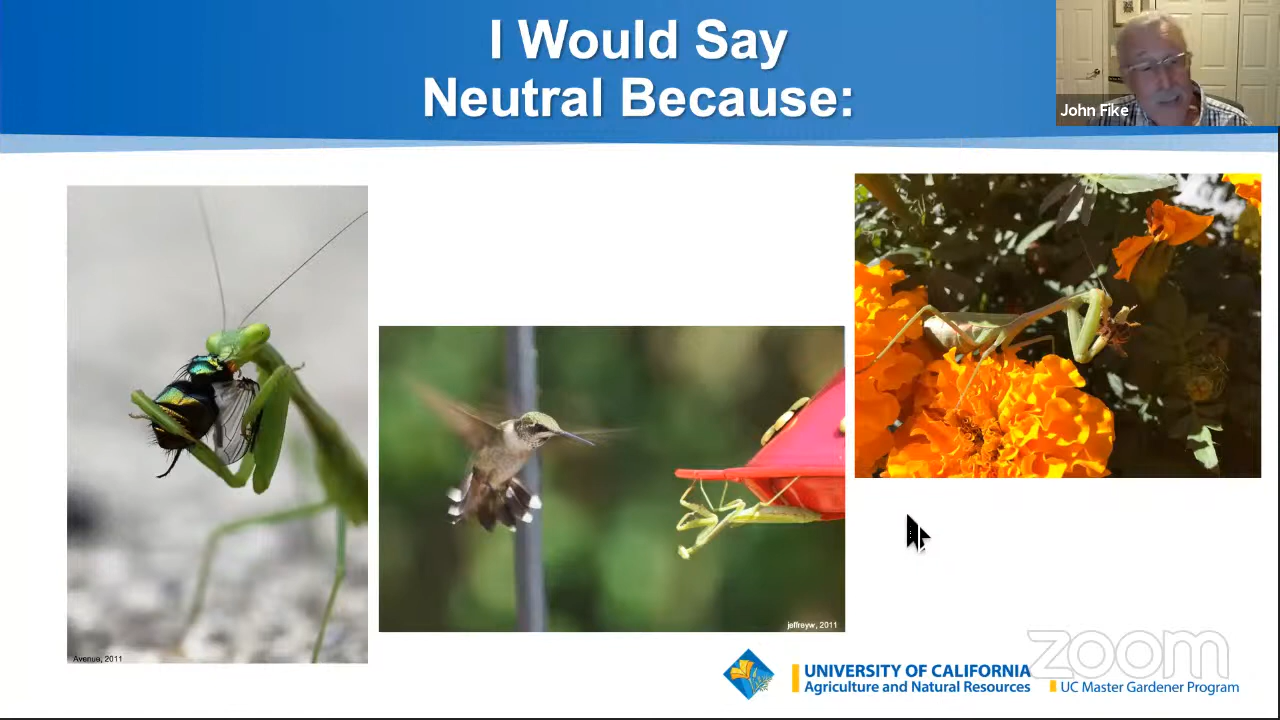 I Would Say
Neutral Because:
John Fike
Avenue, 2011
jeffreyw, 2011
zoom
UNIVERSITY OF CALIFORNIA
Agriculture and Natural Resources
UC Master Gardener Program